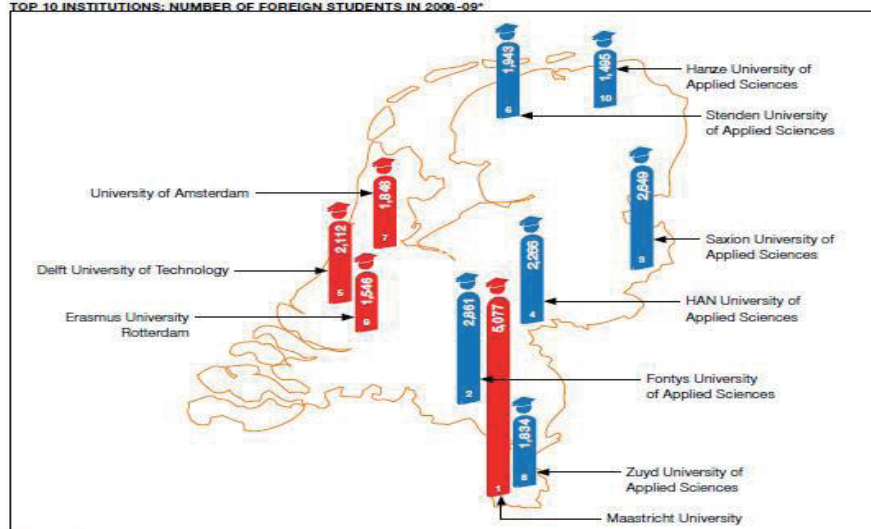 TOP 10 INSTITUTIONS: NUMBER OF FOREIGN STUDENTS IN 2008-09*
1,943
6
1,495
10
Hanze University of
Applied Sciences
Stenden University
of Applied Sciences
University of Amsterdam
1,846
7
2,649
3
Saxion University of
Applied Sciences
2,112
5
Delft University of Technology
1,546
9
Erasmus University
Rotterdam
2,266
4
HAN University of
Applied Sciences
2,861
2
5,077
1
Fontys University
of Applied Sciences
1,834
8
Zuyd University of
Applied Sciences
Maastricht University